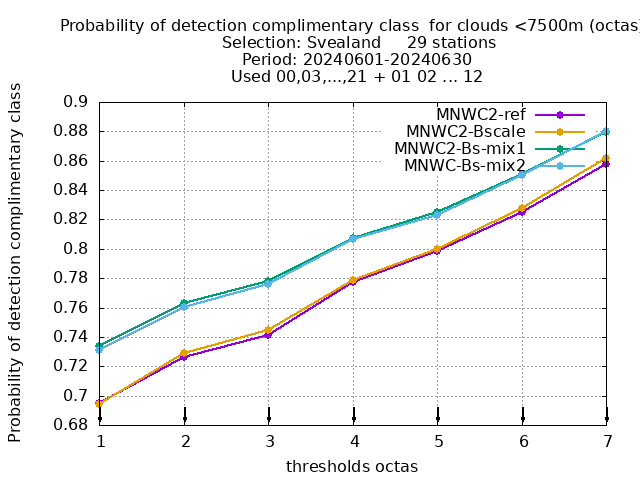 Probability of detection complimentary class  for clouds <7500m (octas)
Selection: Svealand     29 stations
Period: 20240601-20240630
Used 00,03,...,21 + 01 02 ... 12
Probability of detection complimentary class
0.9
0.88
0.86
0.84
0.82
0.8
0.78
0.76
0.74
0.72
0.7
0.68
MNWC2-ref
MNWC2-Bscale
MNWC2-Bs-mix1
MNWC-Bs-mix2
1 2 3 4 5 6 7
thresholds octas